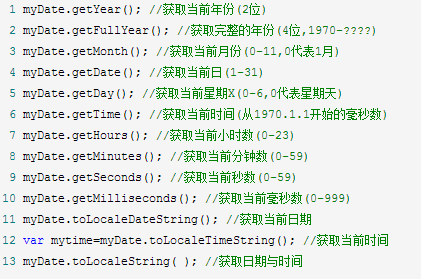 1 myDate.getYear(); //获取当前年份(2位)
2 myDate.getFullYear(); //获取完整的年份(4位,1970-????)
3 myDate.getMonth(); //获取当前月份(0-11,0代表1月)
4 myDate.getDate(); //获取当前日(1-31)
5 myDate.getDay(); //获取当前星期X(0-6,0代表星期天)
6 myDate.getTime(); //获取当前时间(从1970.1.1开始的毫秒数)
7 myDate.getHours(); //获取当前小时数(0-23)
8 myDate.getMinutes(); //获取当前分钟数(0-59)
9 myDate.getSeconds(); //获取当前秒数(0-59)
10 myDate.getMilliseconds(); //获取当前毫秒数(0-999)
11 myDate.toLocaleDateString(); //获取当前日期
12 var mytime=myDate.toLocaleTimeString(); //获取当前时间
13 myDate.toLocaleString( ); //获取日期与时间